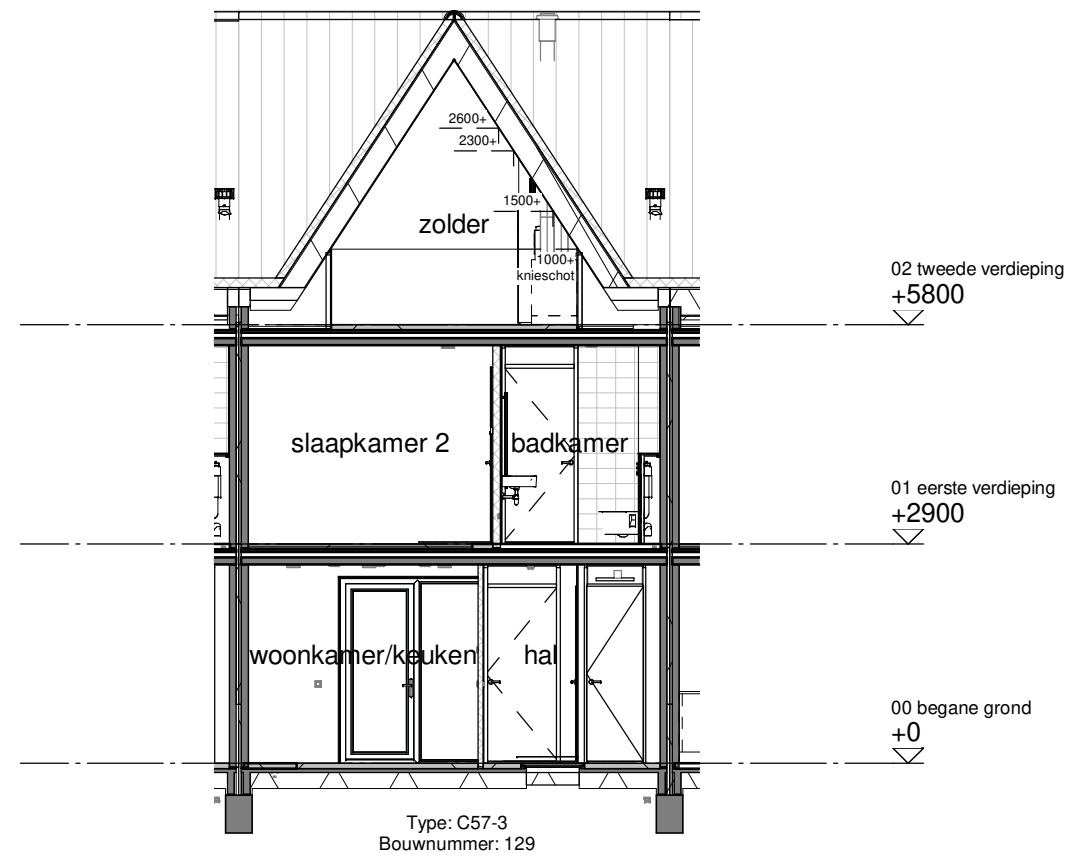 2600+
2300+
1500+
zolder
1000+
knieschot
02 tweede verdieping
+5800
slaapkamer 2
badkamer
01 eerste verdieping
+2900
woonkamer/keuken
hal
00 begane grond
+0
Type: C57-3
Bouwnummer: 129